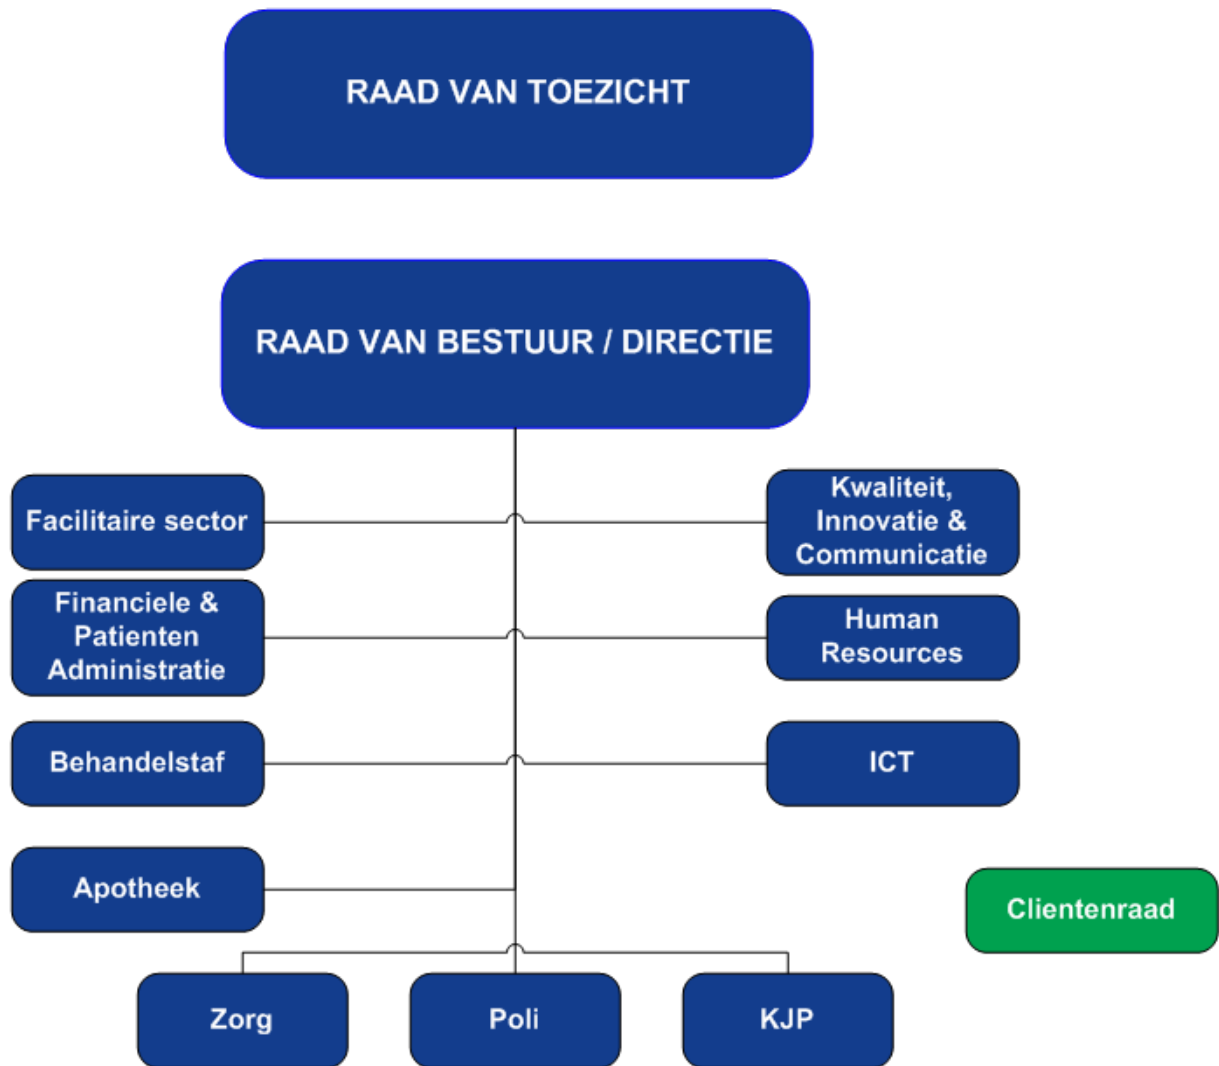 RAAD VAN TOEZICHT
RAAD VAN BESTUUR / DIRECTIE
Facilitaire sector
Kwaliteit,
Innovatie &
Communicatie
Financiele &
Patienten
Administratie
Human
Resources
Behandelstaf
ICT
Apotheek
Clientenraad
Zorg
Poli
KJP